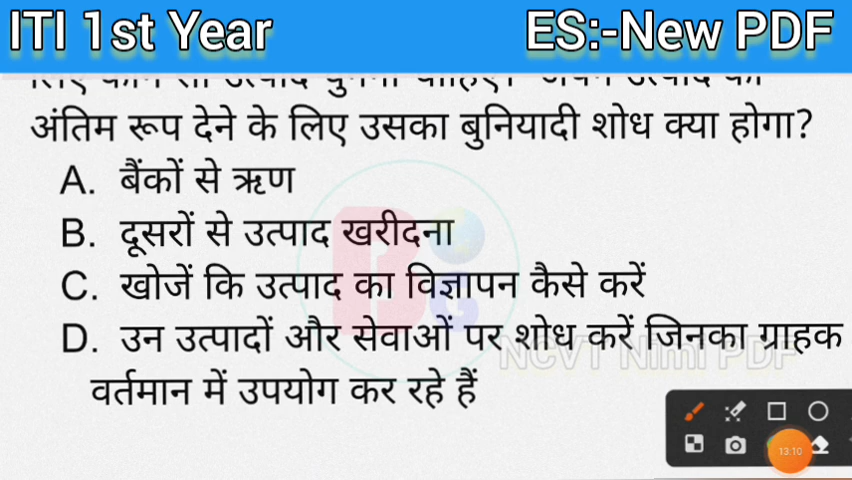 ITI 1st Year ES:-New PDF
अंतिम रूप देने के लिए उसका बुनियादी शोध क्या होगा?
A. बैंकों से ऋण
B. दूसरों से उत्पाद खरीदना
C. खोजें कि उत्पाद का विज्ञापन कैसे करें
D. उन उत्पादों और सेवाओं पर शोध करें जिनका ग्राहक
NCVT Nimi PDF
वर्तमान में उपयोग कर रहे हैं
13:10